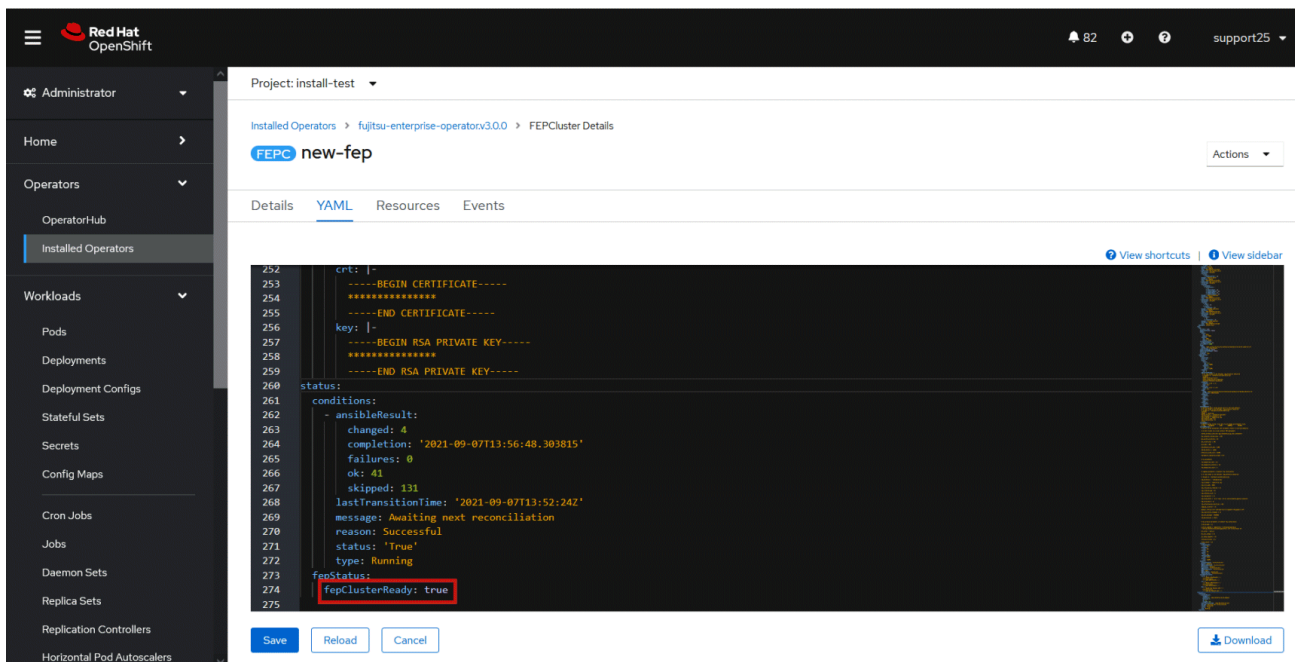 Red Hat
OpenShift
82
support25
Administrator
Home
Operators
OperatorHub
Installed Operators
Workloads
Pods
Deployments
Deployment Configs
Stateful Sets
Secrets
Config Maps
Cron Jobs
Jobs
Daemon Sets
Replica Sets
Replication Controllers
Horizontal Pod Autoscalers
Project: install-test
Installed Operators > fujitsu-enterprise-operator.v3.0.0 > FEPCluster Details
FEPC new-fep
Actions
Details YAML Resources Events
View shortcuts | View sidebar
252 crt: |-
253 -----BEGIN CERTIFICATE-----
254 ***************
255 -----END CERTIFICATE-----
256 key: |-
257 -----BEGIN RSA PRIVATE KEY-----
258 ***************
259 -----END RSA PRIVATE KEY-----
260 status:
261 conditions:
262 - ansibleResult:
263 changed: 4
264 completion: '2021-09-07T13:56:48.303815'
265 failures: 0
266 ok: 41
267 skipped: 131
268 lastTransitionTime: '2021-09-07T13:52:24Z'
269 message: Awaiting next reconciliation
270 reason: Successful
271 status: 'True'
272 type: Running
273 fepStatus:
274 fepClusterReady: true
275
Save Reload Cancel Download